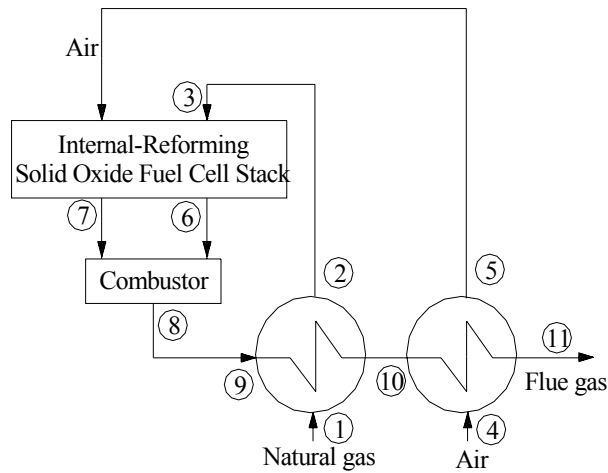 Air
3
Internal-Reforming
Solid Oxide Fuel Cell Stack
7
6
2
5
Combustor
8
11
9
10
Flue gas
1
4
Natural gas
Air